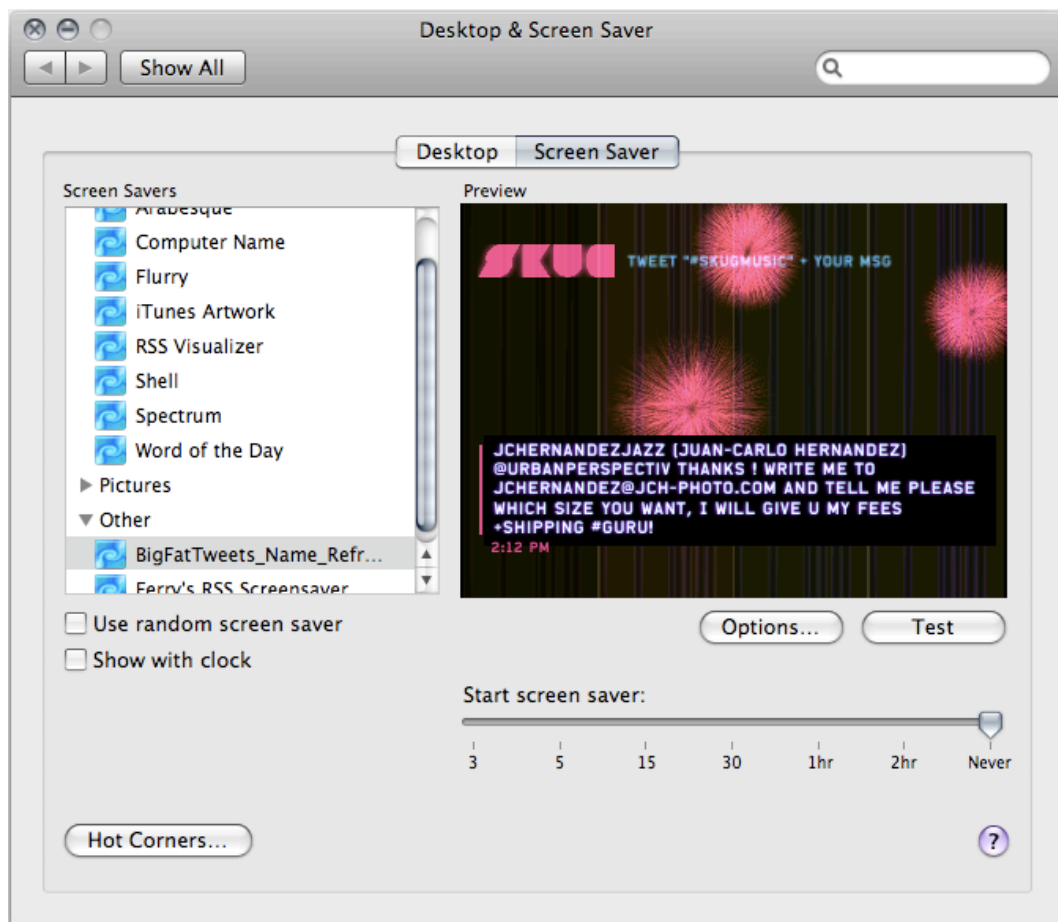 Desktop & Screen Saver
Show All
Desktop
Screen Saver
Screen Savers
Arabesque
Computer Name
Flurry
iTunes Artwork
RSS Visualizer
Shell
Spectrum
Word of the Day
Pictures
Other
BigFatTweets_Name_Refr...
Ferry's RSS Screensaver
Use random screen saver
Show with clock
Preview
SKUG
TWEET "#SKUGMUSIC" + YOUR MSG
JCHERNANDEZJAZZ (JUAN-CARLO HERNANDEZ)
@URBANPERSPECTIV THANKS ! WRITE ME TO
JCHERNANDEZ@JCH-PHOTO.COM AND TELL ME PLEASE
WHICH SIZE YOU WANT, I WILL GIVE U MY FEES
+SHIPPING #GURU!
2:12 PM
Options...
Test
Start screen saver:
3 5 15 30 1hr 2hr Never
Hot Corners...
?